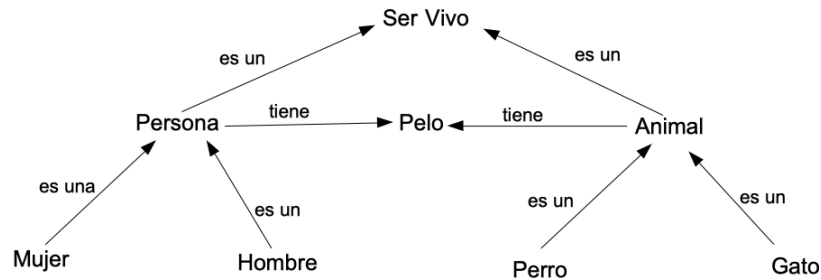 Ser Vivo
es un
es un
Persona
tiene
Pelo
tiene
Animal
es una
es un
es un
es un
Mujer
Hombre
Perro
Gato